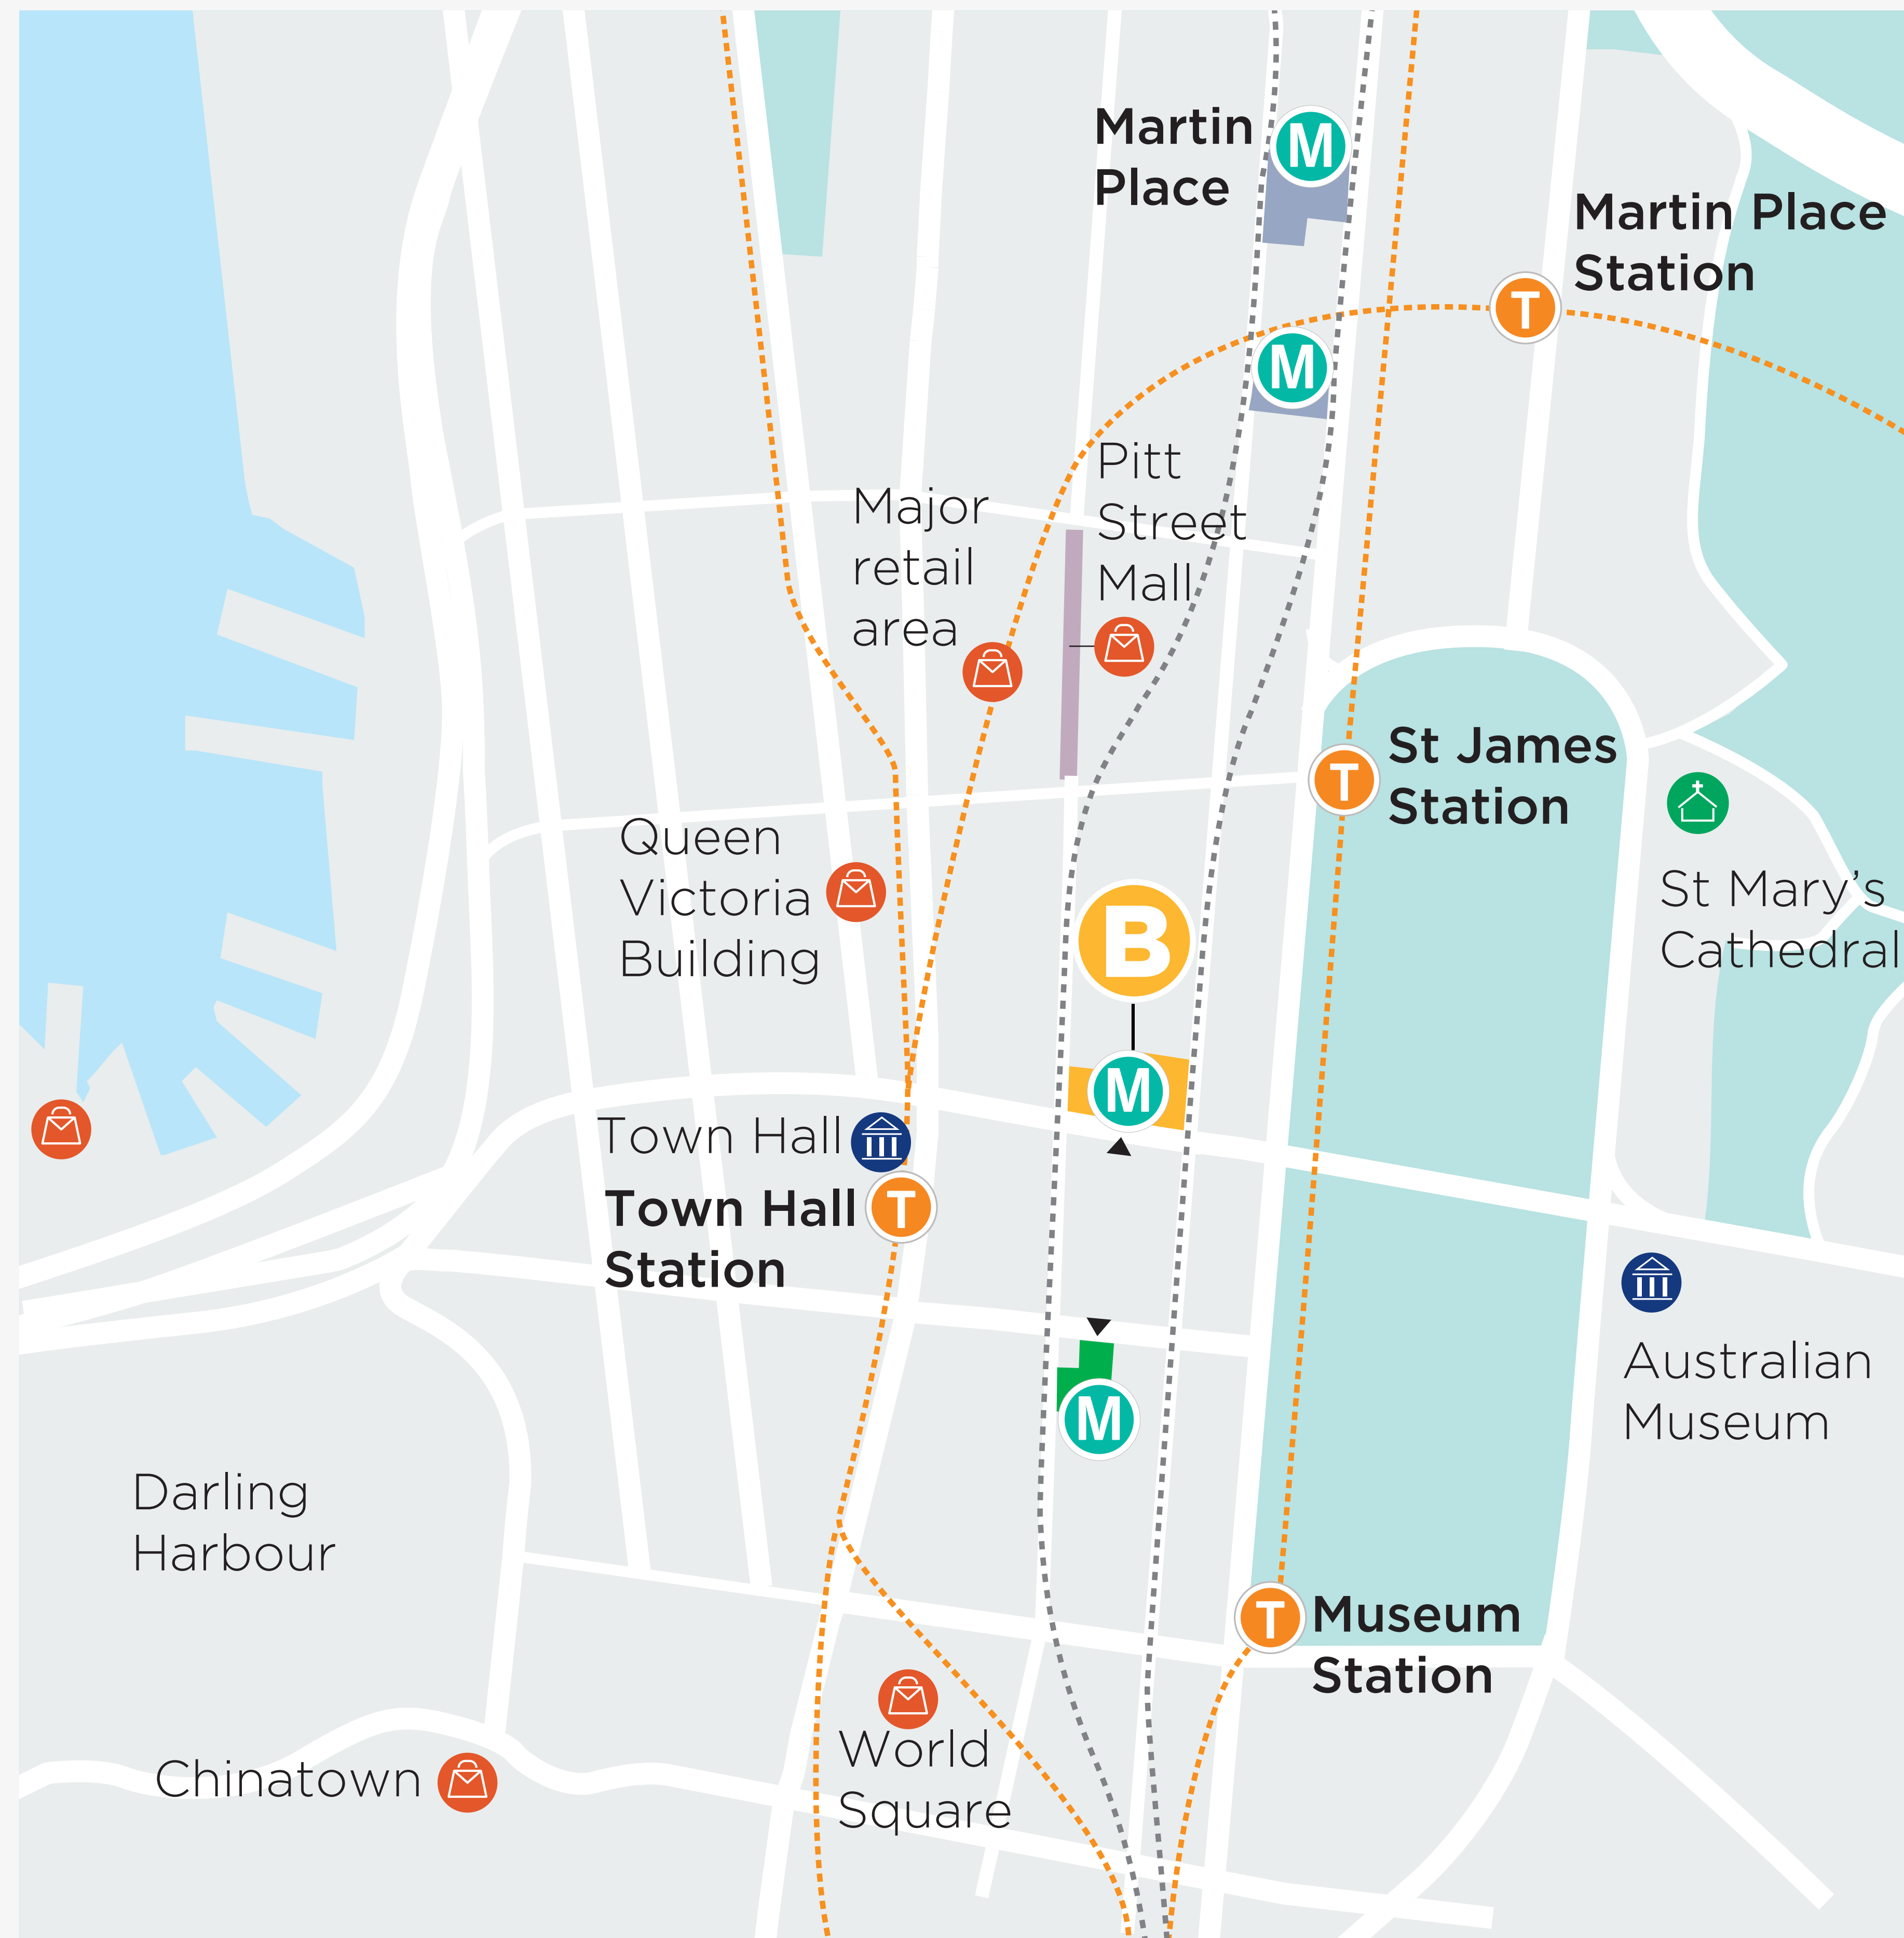 Martin
Place
M
Martin Place
Station
T
M
Pitt
Street
Mall
Major
retail
area
St James
Station
T
Queen
Victoria
Building
St Mary's
Cathedral
B
M
Town Hall
Town Hall
Station
T
Australian
Museum
M
Darling
Harbour
T
Museum
Station
World
Square
Chinatown